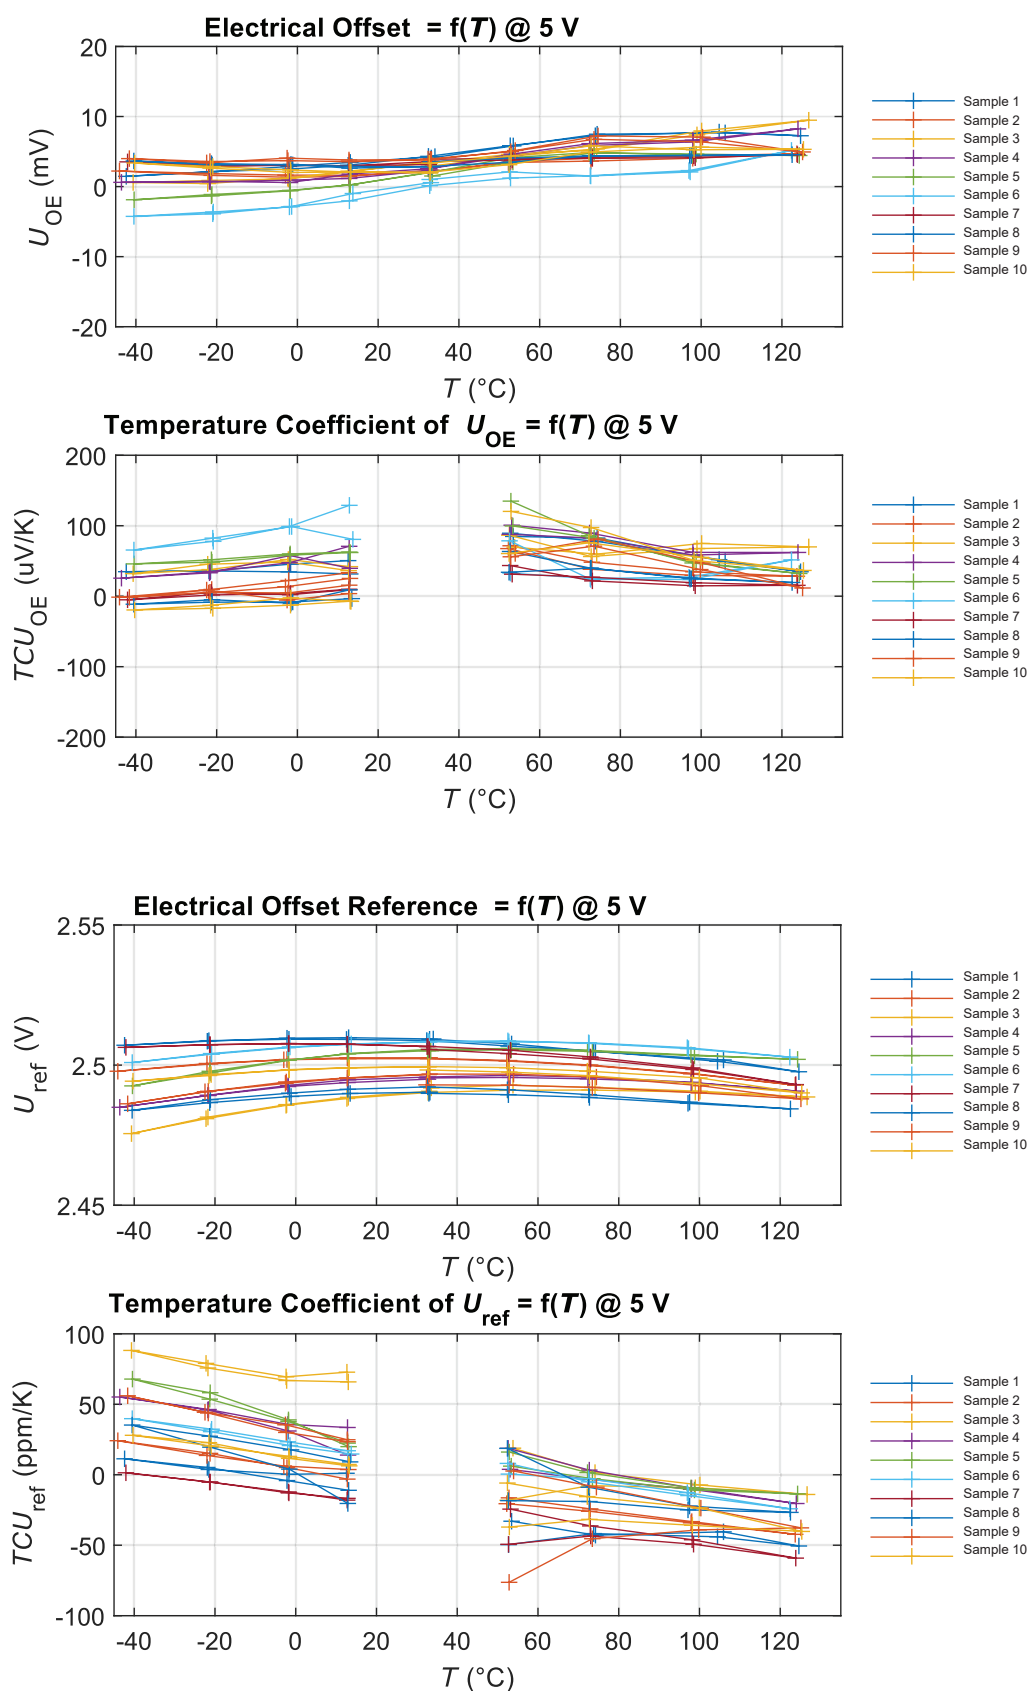 Electrical Offset = f(T) @ 5 V
20
10
0
-10
-20
U_OE (mV)
-40 -20 0 20 40 60 80 100 120
T (°C)
Sample 1
Sample 2
Sample 3
Sample 4
Sample 5
Sample 6
Sample 7
Sample 8
Sample 9
Sample 10
Temperature Coefficient of U_OE = f(T) @ 5 V
200
100
0
-100
-200
TCU_OE (uV/K)
-40 -20 0 20 40 60 80 100 120
T (°C)
Sample 1
Sample 2
Sample 3
Sample 4
Sample 5
Sample 6
Sample 7
Sample 8
Sample 9
Sample 10
Electrical Offset Reference = f(T) @ 5 V
2.55
2.5
2.45
U_ref (V)
-40 -20 0 20 40 60 80 100 120
T (°C)
Sample 1
Sample 2
Sample 3
Sample 4
Sample 5
Sample 6
Sample 7
Sample 8
Sample 9
Sample 10
Temperature Coefficient of U_ref = f(T) @ 5 V
100
50
0
-50
-100
TCU_ref (ppm/K)
-40 -20 0 20 40 60 80 100 120
T (°C)
Sample 1
Sample 2
Sample 3
Sample 4
Sample 5
Sample 6
Sample 7
Sample 8
Sample 9
Sample 10